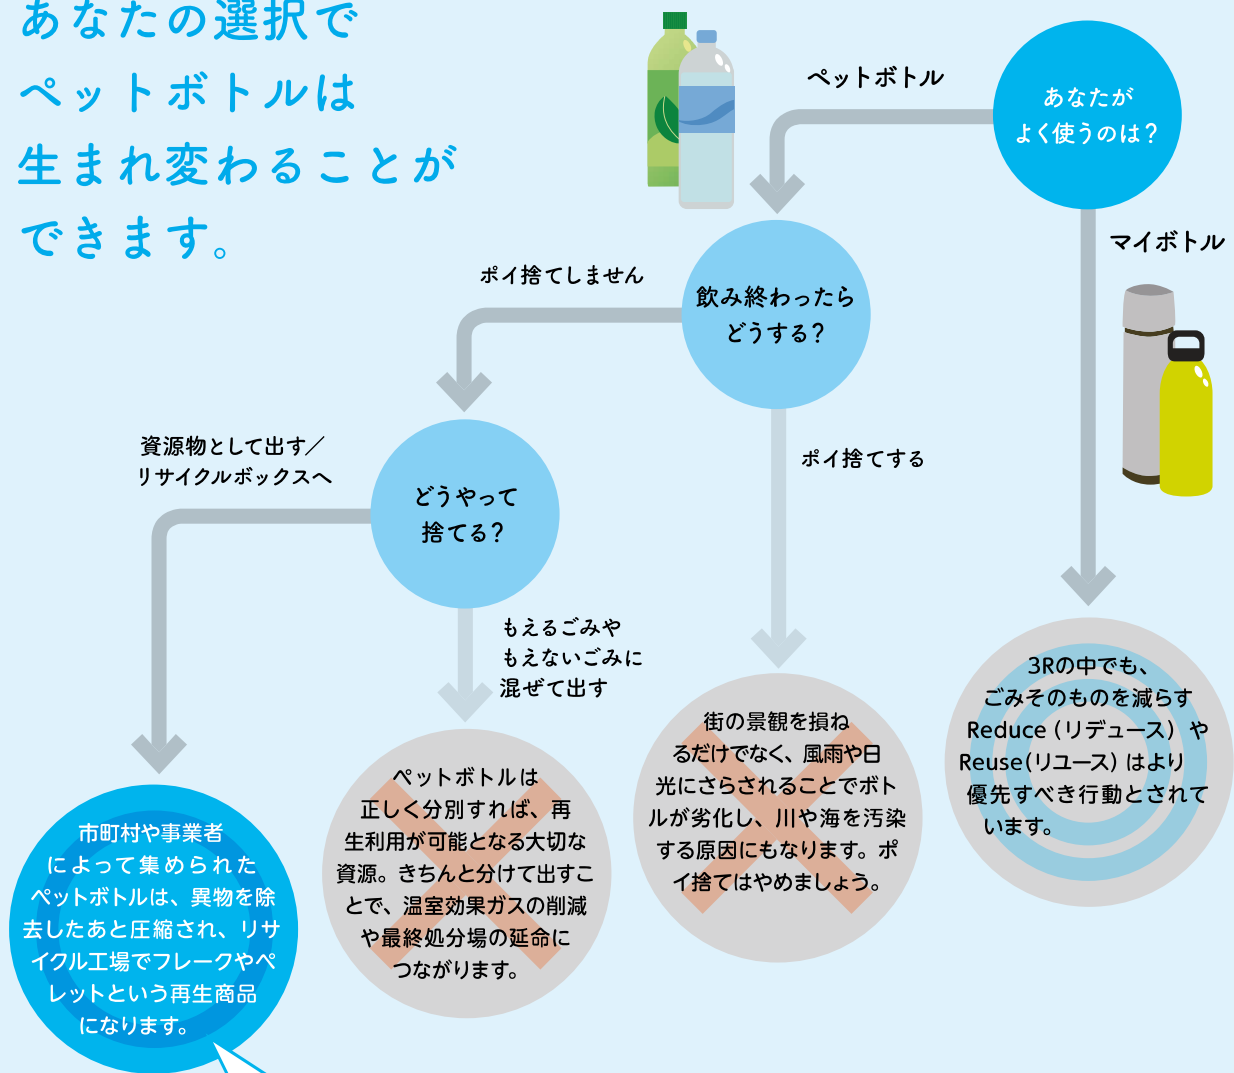 あなたの選択で
ペットボトルは
生まれ変わることが
できます。
あなたが
よく使うのは？
ペットボトル
マイボトル
飲み終わったら
どうする？
ポイ捨てしません
ポイ捨てする
どうやって
捨てる？
資源物として出す／
リサイクルボックスへ
もえるごみや
もえないごみに
混ぜて出す
市町村や事業者
によって集められた
ペットボトルは、異物を除
去したあと圧縮され、リサ
イクル工場でフレークやペ
レットという再生商品
になります。
ペットボトルは
正しく分別すれば、再
生利用が可能となる大切な
資源。きちんと分けて出すこ
とで、温室効果ガスの削減
や最終処分場の延命に
つながります。
街の景観を損ね
るだけでなく、風雨や日
光にさらされることでボト
ルが劣化し、川や海を汚染
する原因にもなります。ポ
イ捨てはやめましょう。
3Rの中でも、
ごみそのものを減らす
Reduce（リデュース）や
Reuse(リユース）はより
優先すべき行動とされて
います。